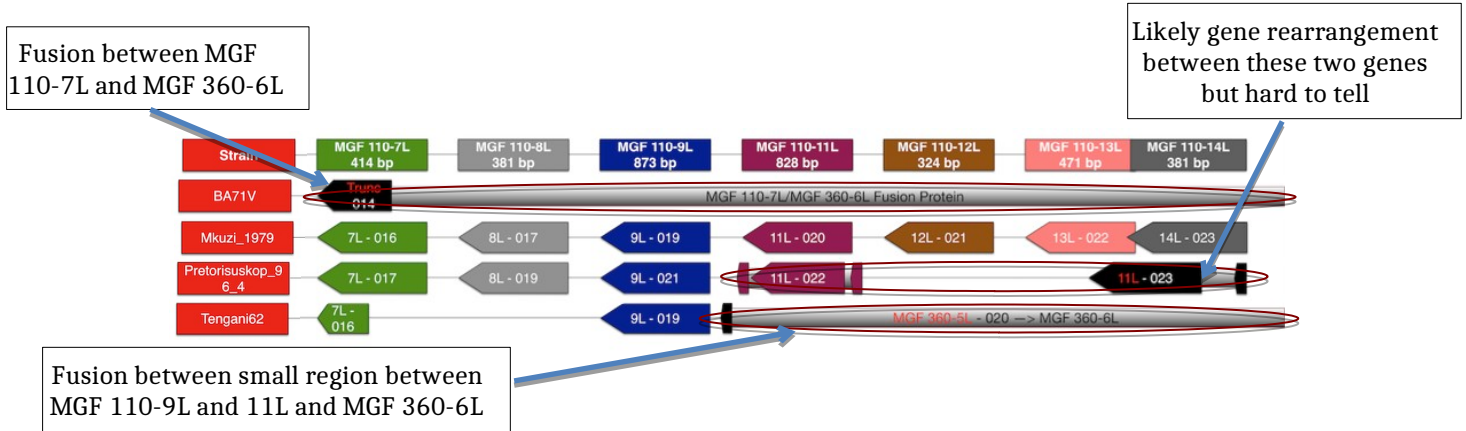 Fusion between MGF
110-7L and MGF 360-6L
Likely gene rearrangement
between these two genes
but hard to tell
Strain
MGF 110-7L
414 bp
MGF 110-8L
381 bp
MGF 110-9L
873 bp
MGF 110-11L
828 bp
MGF 110-12L
324 bp
MGF 110-13L
471 bp
MGF 110-14L
381 bp
BA71V
Trunc
014
MGF 110-7L/MGF 360-6L Fusion Protein
Mkuzi_1979
7L - 016
8L - 017
9L - 019
11L - 020
12L - 021
13L - 022
14L - 023
Pretorisuskop_9
6_4
7L - 017
8L - 019
9L - 021
11L - 022
11L - 023
Tengani62
7L -
016
9L - 019
MGF 360-5L - 020 —> MGF 360-6L
Fusion between small region between
MGF 110-9L and 11L and MGF 360-6L